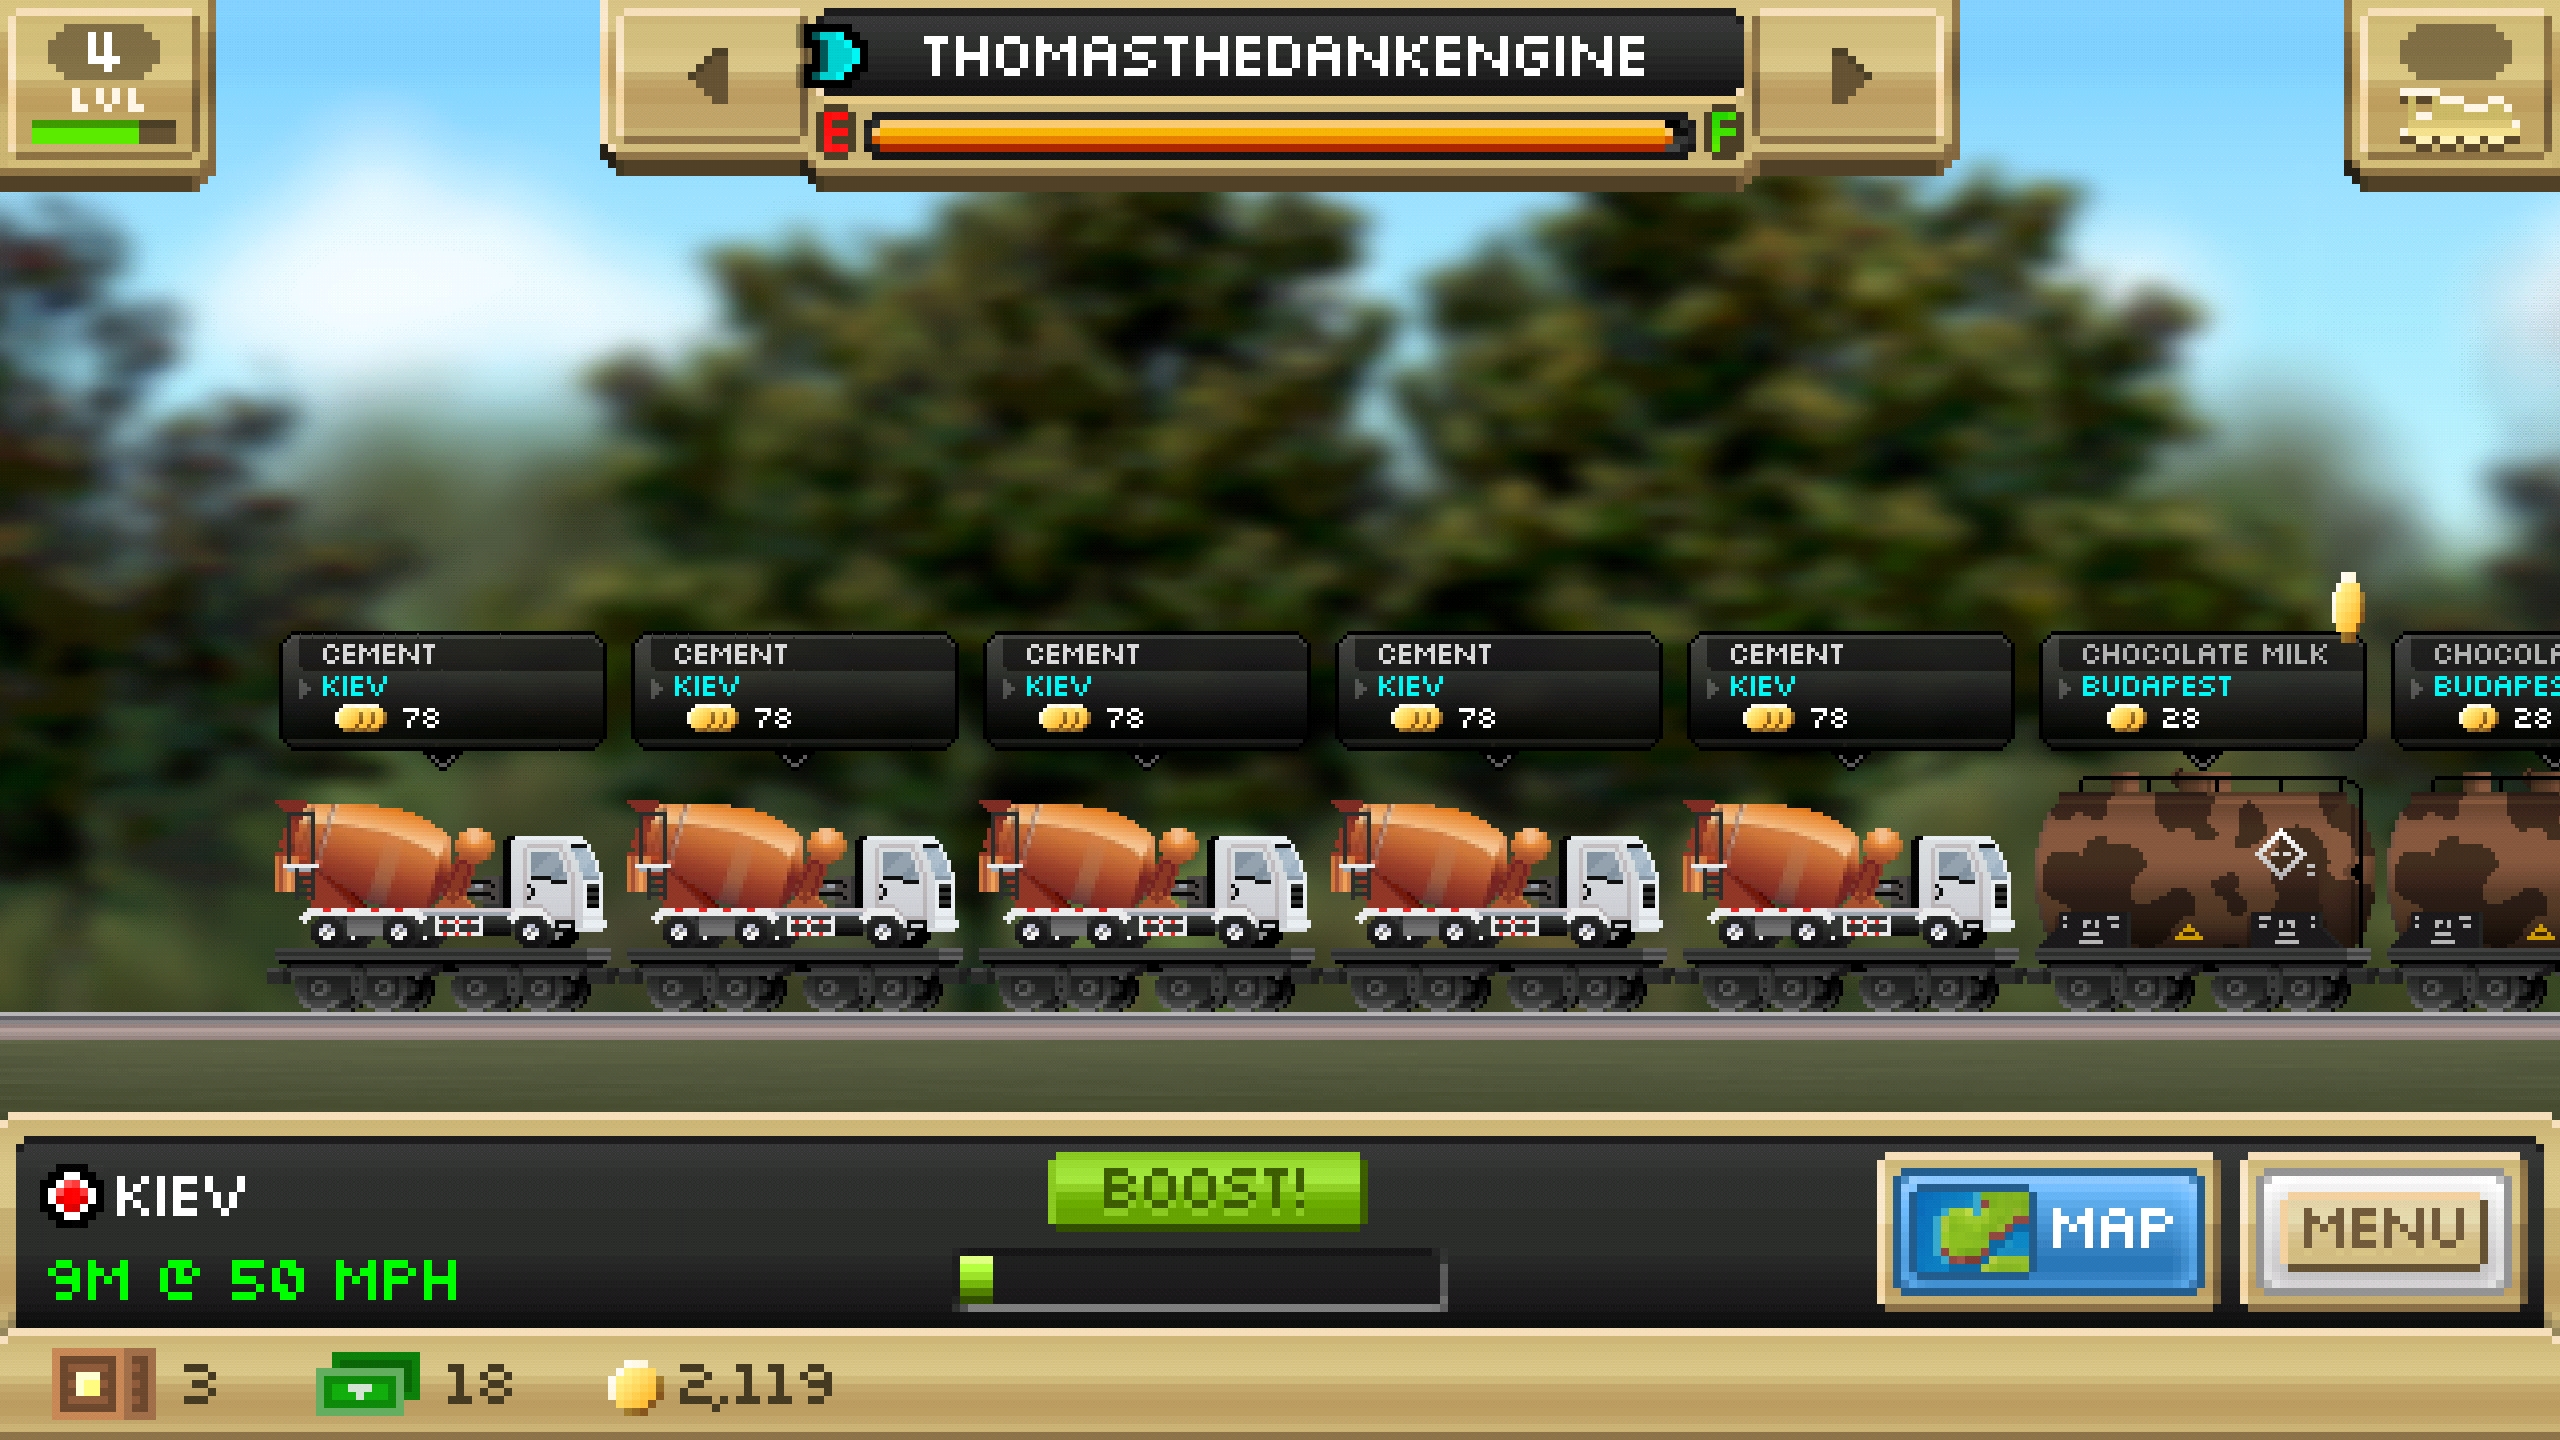 4
LVL
THOMASTHEDANKENGINE
E F
CEMENT
KIEV
78
CEMENT
KIEV
78
CEMENT
KIEV
78
CEMENT
KIEV
78
CEMENT
KIEV
78
CHOCOLATE MILK
BUDAPEST
28
CHOCOLA
BUDAPES
28
KIEV
9M @ 50 MPH
BOOST!
MAP
MENU
3
18
2,119